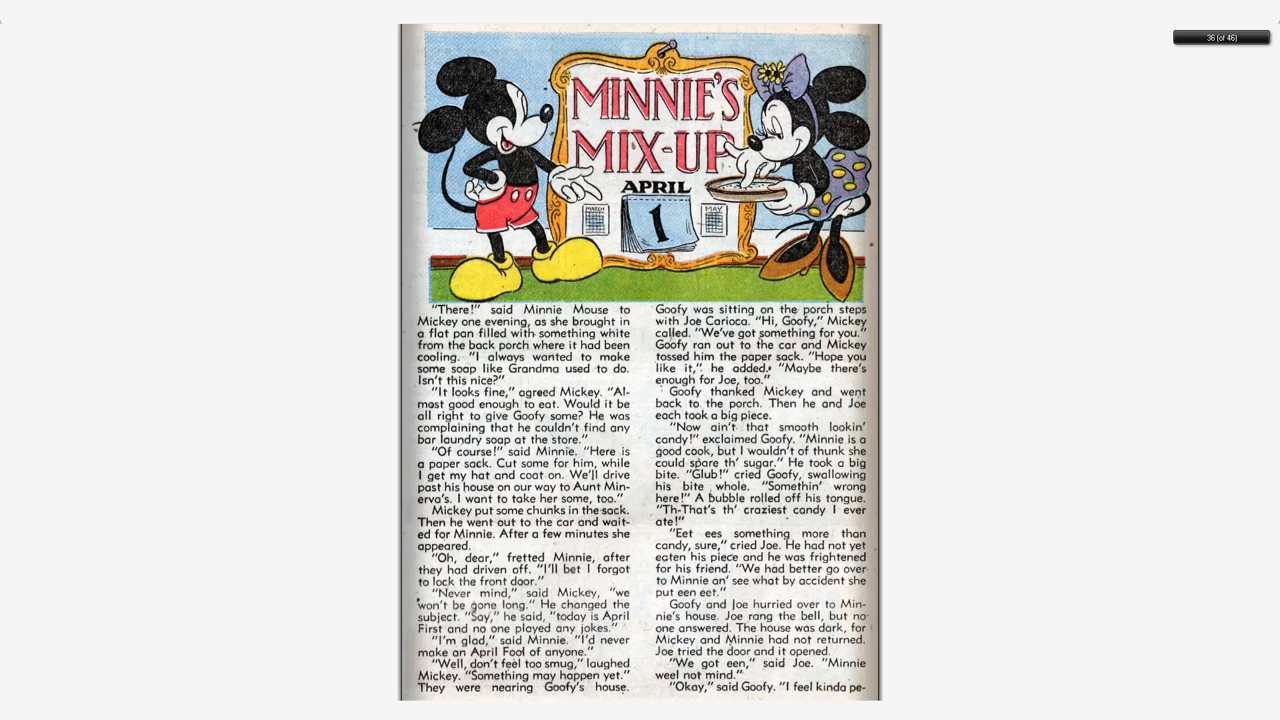 36 (of 46)
MINNIE'S
MIX-UP
APRIL
MARCH
1
MAY
"There!" said Minnie Mouse to
Mickey one evening, as she brought in
a flat pan filled with something white
from the back porch where it had been
cooling. "I always wanted to make
some soap like Grandma used to do.
Isn't this nice?"
"It looks fine," agreed Mickey. "Al-
most good enough to eat. Would it be
all right to give Goofy some? He was
complaining that he couldn't find any
bar laundry soap at the store."
"Of course!" said Minnie. "Here is
a paper sack. Cut some for him, while
I get my hat and coat on. We'll drive
past his house on our way to Aunt Min-
erva's. I want to take her some, too."
Mickey put some chunks in the sack.
Then he went out to the car and wait-
ed for Minnie. After a few minutes she
appeared.
"Oh, dear," fretted Minnie, after
they had driven off. "I'll bet I forgot
to lock the front door."
"Never mind," said Mickey, "we
won't be gone long." He changed the
subject. "Say," he said, "today is April
First and no one played any jokes."
"I'm glad," said Minnie. "I'd never
make an April Fool of anyone."
"Well, don't feel too smug," laughed
Mickey. "Something may happen yet."
They were nearing Goofy's house.
Goofy was sitting on the porch steps
with Joe Carioca. "Hi, Goofy," Mickey
called. "We've got something for you."
Goofy ran out to the car and Mickey
tossed him the paper sack. "Hope you
like it," he added. "Maybe there's
enough for Joe, too."
Goofy thanked Mickey and went
back to the porch. Then he and Joe
each took a big piece.
"Now ain't that smooth lookin'
candy!" exclaimed Goofy. "Minnie is a
good cook, but I wouldn't of thunk she
could spare th' sugar." He took a big
bite. "Glub!" cried Goofy, swallowing
his bite whole. "Somethin' wrong
here!" A bubble rolled off his tongue.
"Th-That's th' craziest candy I ever
ate!"
"Eet ees something more than
candy, sure," cried Joe. He had not yet
eaten his piece and he was frightened
for his friend. "We had better go over
to Minnie an' see what by accident she
put een eet."
Goofy and Joe hurried over to Min-
nie's house. Joe rang the bell, but no
one answered. The house was dark, for
Mickey and Minnie had not returned.
Joe tried the door and it opened.
"We got een," said Joe. "Minnie
weel not mind."
"Okay," said Goofy. "I feel kinda pe-